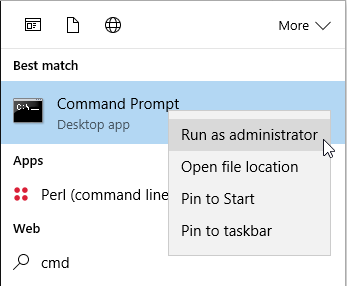 More
Best match
C:\.
Command Prompt
Desktop app
Run as administrator
Open file location
Pin to Start
Pin to taskbar
Apps
Perl (command line
Web
cmd